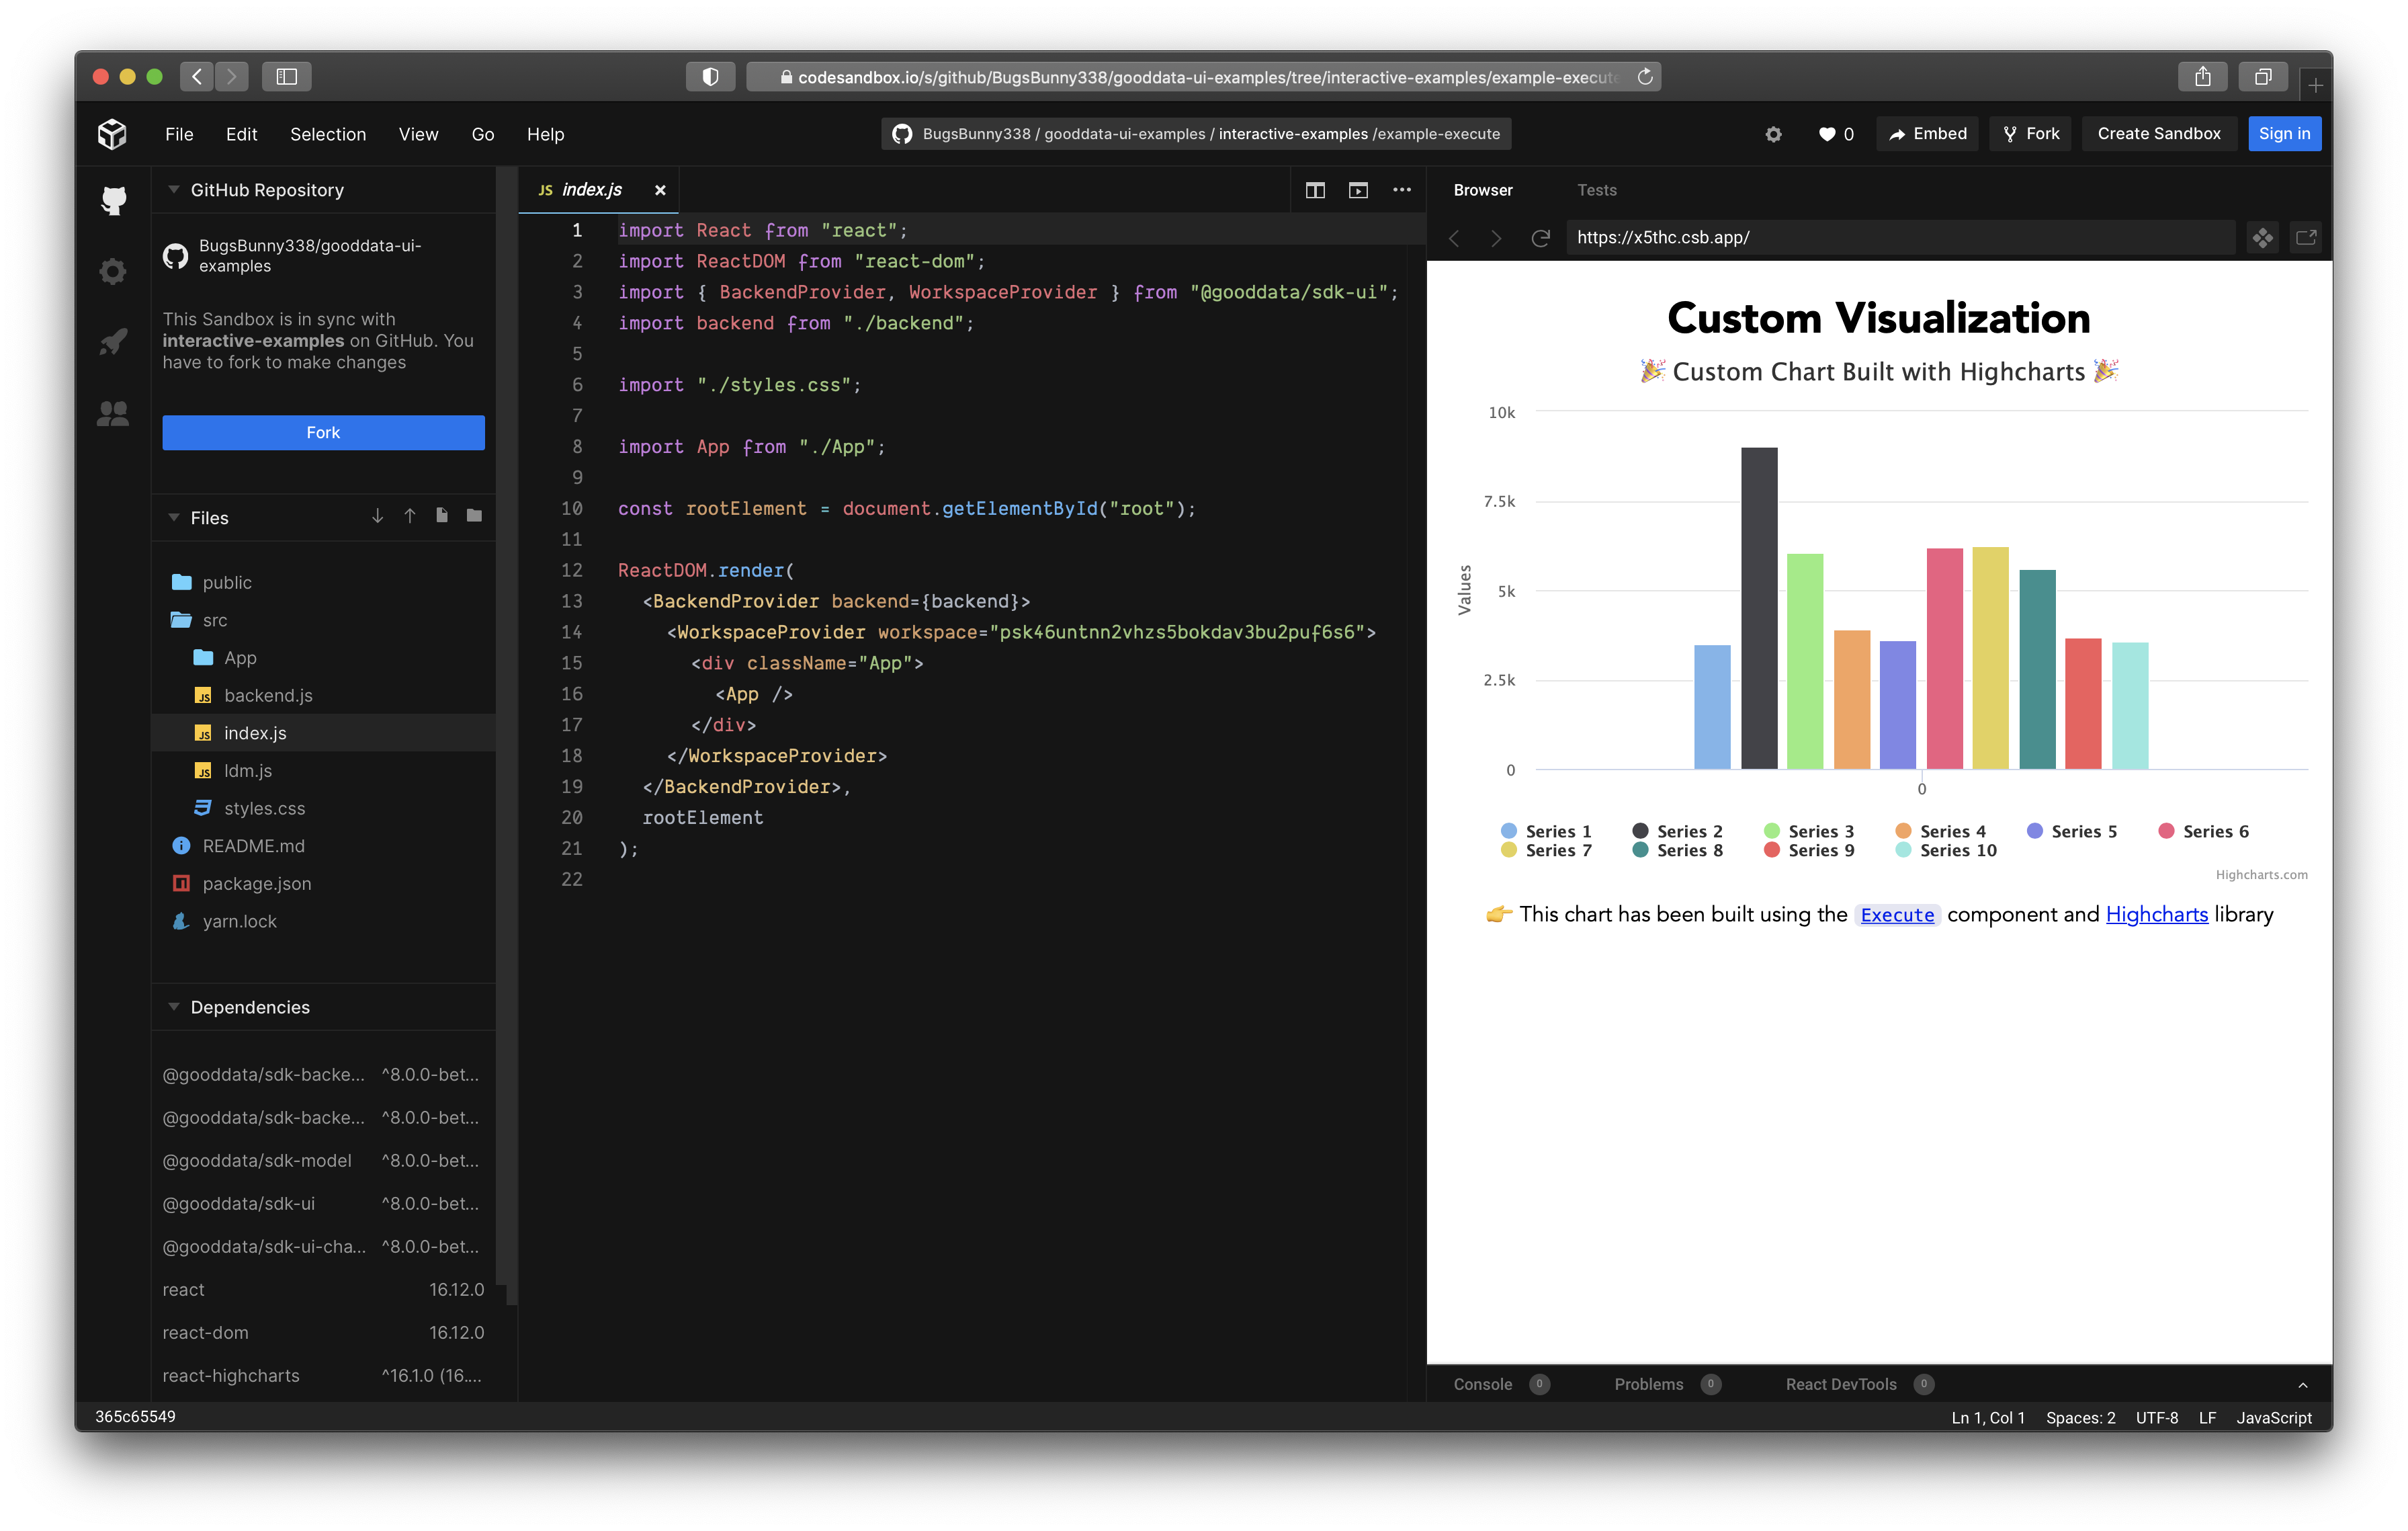 codesandbox.io/s/github/BugsBunny338/gooddata-ui-examples/tree/interactive-examples/example-execute
File Edit Selection View Go Help
BugsBunny338 / gooddata-ui-examples / interactive-examples /example-execute
0 Embed Fork Create Sandbox Sign in
GitHub Repository
BugsBunny338/gooddata-ui-
examples
This Sandbox is in sync with
interactive-examples on GitHub. You
have to fork to make changes
Fork
Files
public
src
App
JS backend.js
JS index.js
JS ldm.js
styles.css
README.md
package.json
yarn.lock
Dependencies
@gooddata/sdk-backe... ^8.0.0-bet...
@gooddata/sdk-backe... ^8.0.0-bet...
@gooddata/sdk-model ^8.0.0-bet...
@gooddata/sdk-ui ^8.0.0-bet...
@gooddata/sdk-ui-cha... ^8.0.0-bet...
react 16.12.0
react-dom 16.12.0
react-highcharts ^16.1.0 (16....
JS index.js
1 import React from "react";
2 import ReactDOM from "react-dom";
3 import { BackendProvider, WorkspaceProvider } from "@gooddata/sdk-ui";
4 import backend from "./backend";
5
6 import "./styles.css";
7
8 import App from "./App";
9
10 const rootElement = document.getElementById("root");
11
12 ReactDOM.render(
13 <BackendProvider backend={backend}>
14 <WorkspaceProvider workspace="psk46untnn2vhzs5bokdav3bu2puf6s6">
15 <div className="App">
16 <App />
17 </div>
18 </WorkspaceProvider>
19 </BackendProvider>,
20 rootElement
21 );
22
Browser Tests
https://x5thc.csb.app/
Custom Visualization
🎉 Custom Chart Built with Highcharts 🎉
Values
10k
7.5k
5k
2.5k
0
0
Series 1 Series 2 Series 3 Series 4 Series 5 Series 6
Series 7 Series 8 Series 9 Series 10
Highcharts.com
👉 This chart has been built using the Execute component and Highcharts library
Console 0 Problems 0 React DevTools 0
365c65549
Ln 1, Col 1 Spaces: 2 UTF-8 LF JavaScript